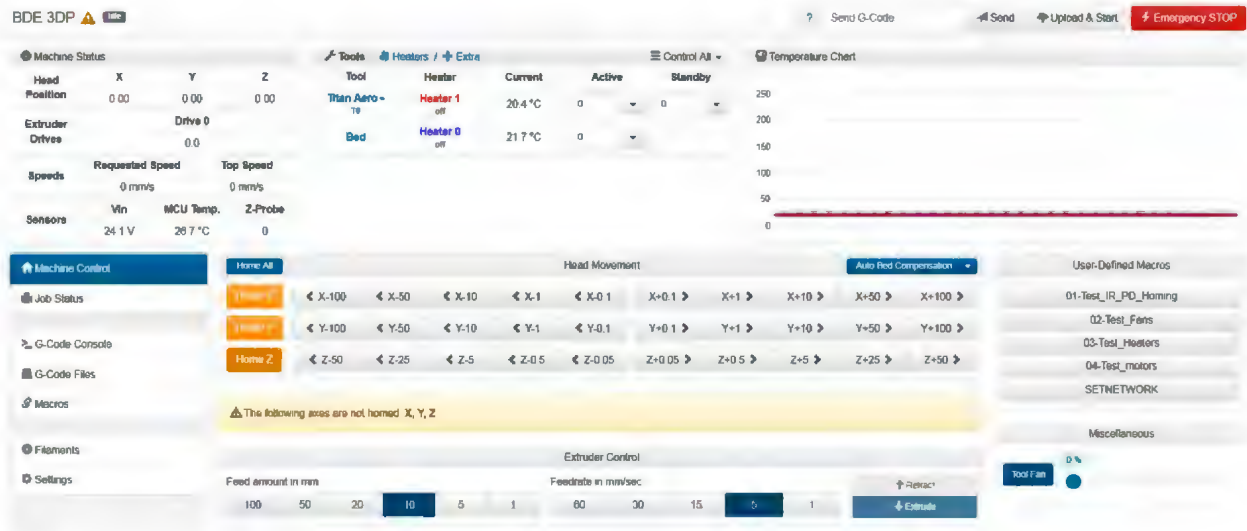 BDE 3DP Idle ? Send G-Code Send Upload & Start Emergency STOP
Machine Status
Head Position X Y Z
0.00 0.00 0.00
Extruder Drives Drive 0
0.0
Speeds Requested Speed Top Speed
0 mm/s 0 mm/s
Sensors Vin MCU Temp. Z-Probe
24.1 V 26.7 °C 0
Tools Heaters / Extra Control All
Tool Heater Current Active Standby
Titan Aero Heater 1 20.4 °C 0 0
T0 off
Bed Heater 0 21.7 °C 0
off
Temperature Chart
250
200
150
100
50
0
Machine Control
Job Status
G-Code Console
G-Code Files
Macros
Filaments
Settings
Home All Head Movement Auto Bed Compensation
X-100 X-50 X-10 X-1 X-0.1 X+0.1 X+1 X+10 X+50 X+100
Y-100 Y-50 Y-10 Y-1 Y-0.1 Y+0.1 Y+1 Y+10 Y+50 Y+100
Home Z Z-50 Z-25 Z-5 Z-0.5 Z-0.05 Z+0.05 Z+0.5 Z+5 Z+25 Z+50
The following axes are not homed: X, Y, Z
Extruder Control
Feed amount in mm Feedrate in mm/sec
100 50 20 10 5 1 60 30 15 5 1
Retract
Extrude
User-Defined Macros
01-Test_IR_PD_Homing
02-Test_Fans
03-Test_Heaters
04-Test_motors
SETNETWORK
Miscellaneous
Tool Fan 0 %